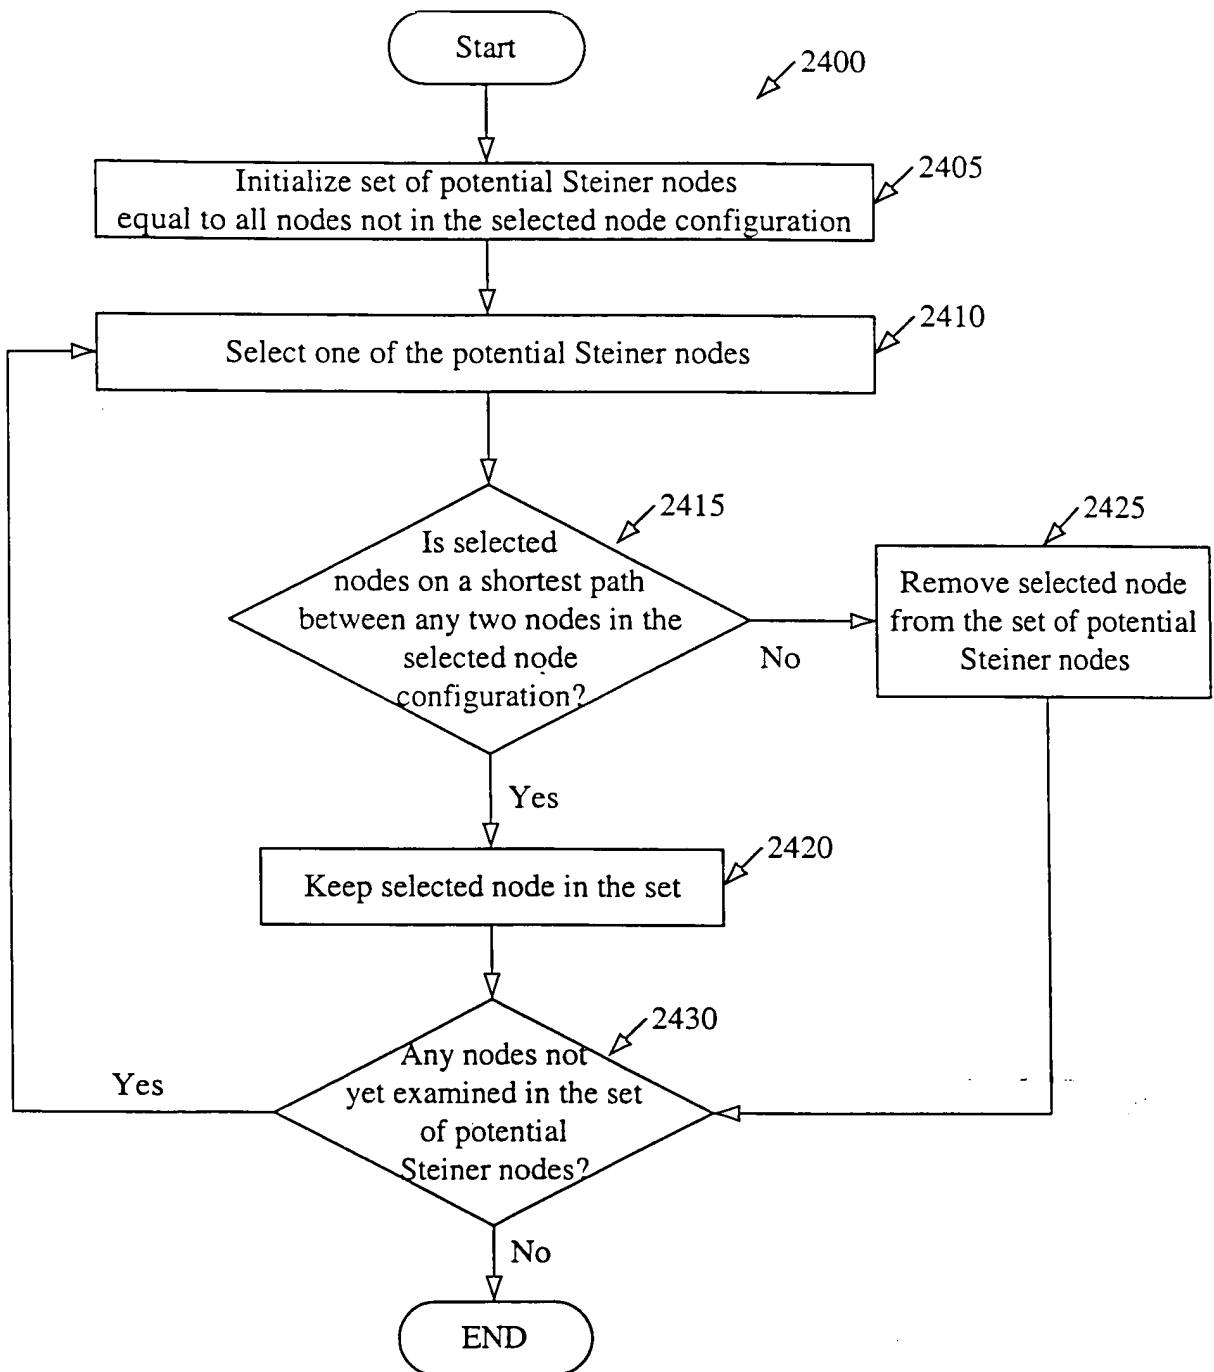 Start
2400
2405
Initialize set of potential Steiner nodes
equal to all nodes not in the selected node configuration
2410
Select one of the potential Steiner nodes
2415
Is selected
nodes on a shortest path
between any two nodes in the
selected node
configuration?
No
2425
Remove selected node
from the set of potential
Steiner nodes
Yes
2420
Keep selected node in the set
2430
Any nodes not
yet examined in the set
of potential
Steiner nodes?
Yes
No
END